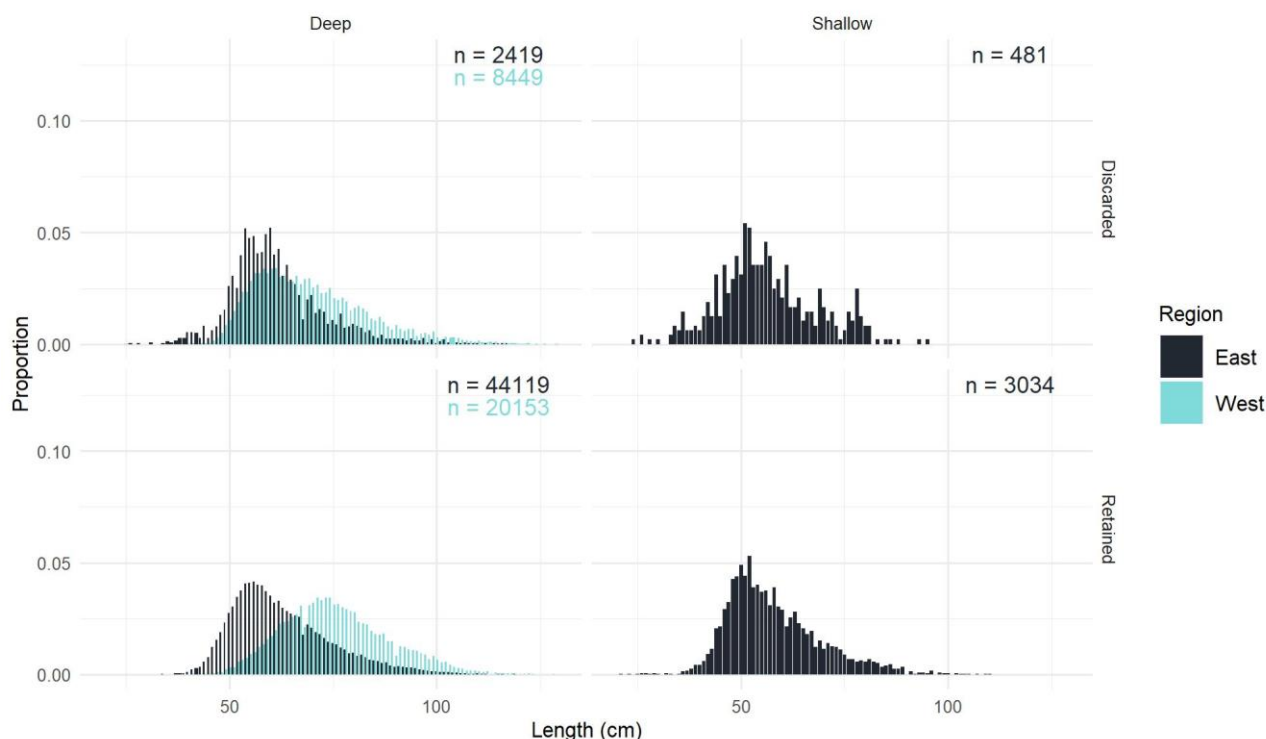 Deep
Shallow
n = 2419
n = 8449
n = 481
0.10
0.05
0.00
Discarded
n = 44119
n = 20153
n = 3034
0.10
0.05
0.00
Retained
50
100
50
100
Length (cm)
Proportion
Region
East
West